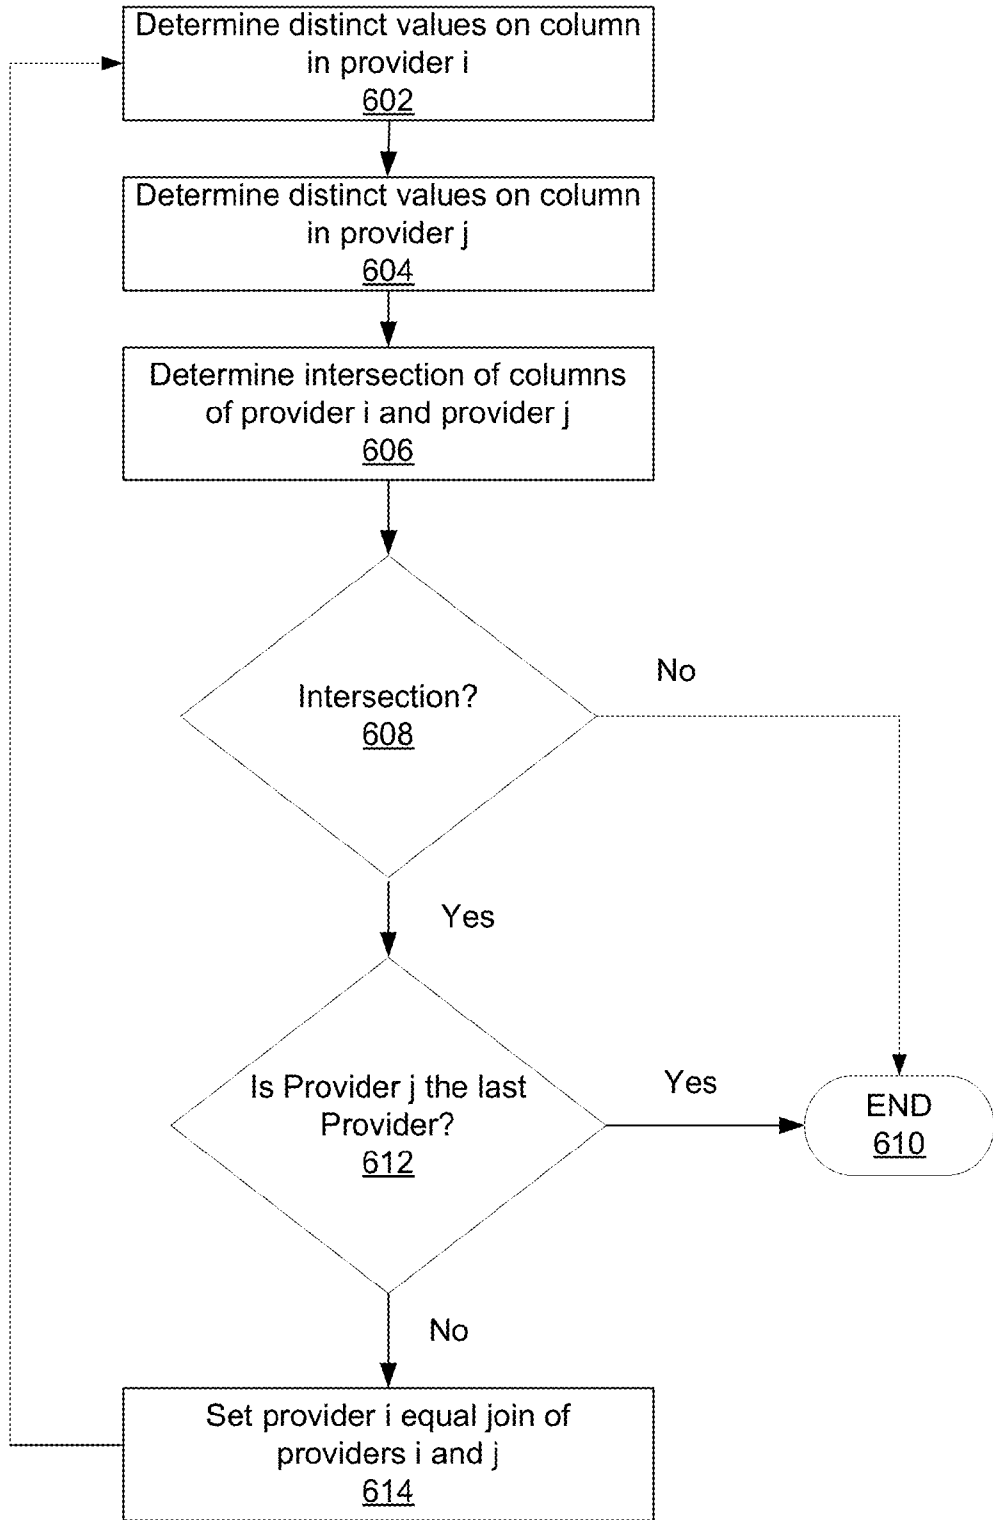 Determine distinct values on column
in provider i
602
Determine distinct values on column
in provider j
604
Determine intersection of columns
of provider i and provider j
606
Intersection?
608
No
Yes
Is Provider j the last
Provider?
612
Yes
END
610
No
Set provider i equal join of
providers i and j
614